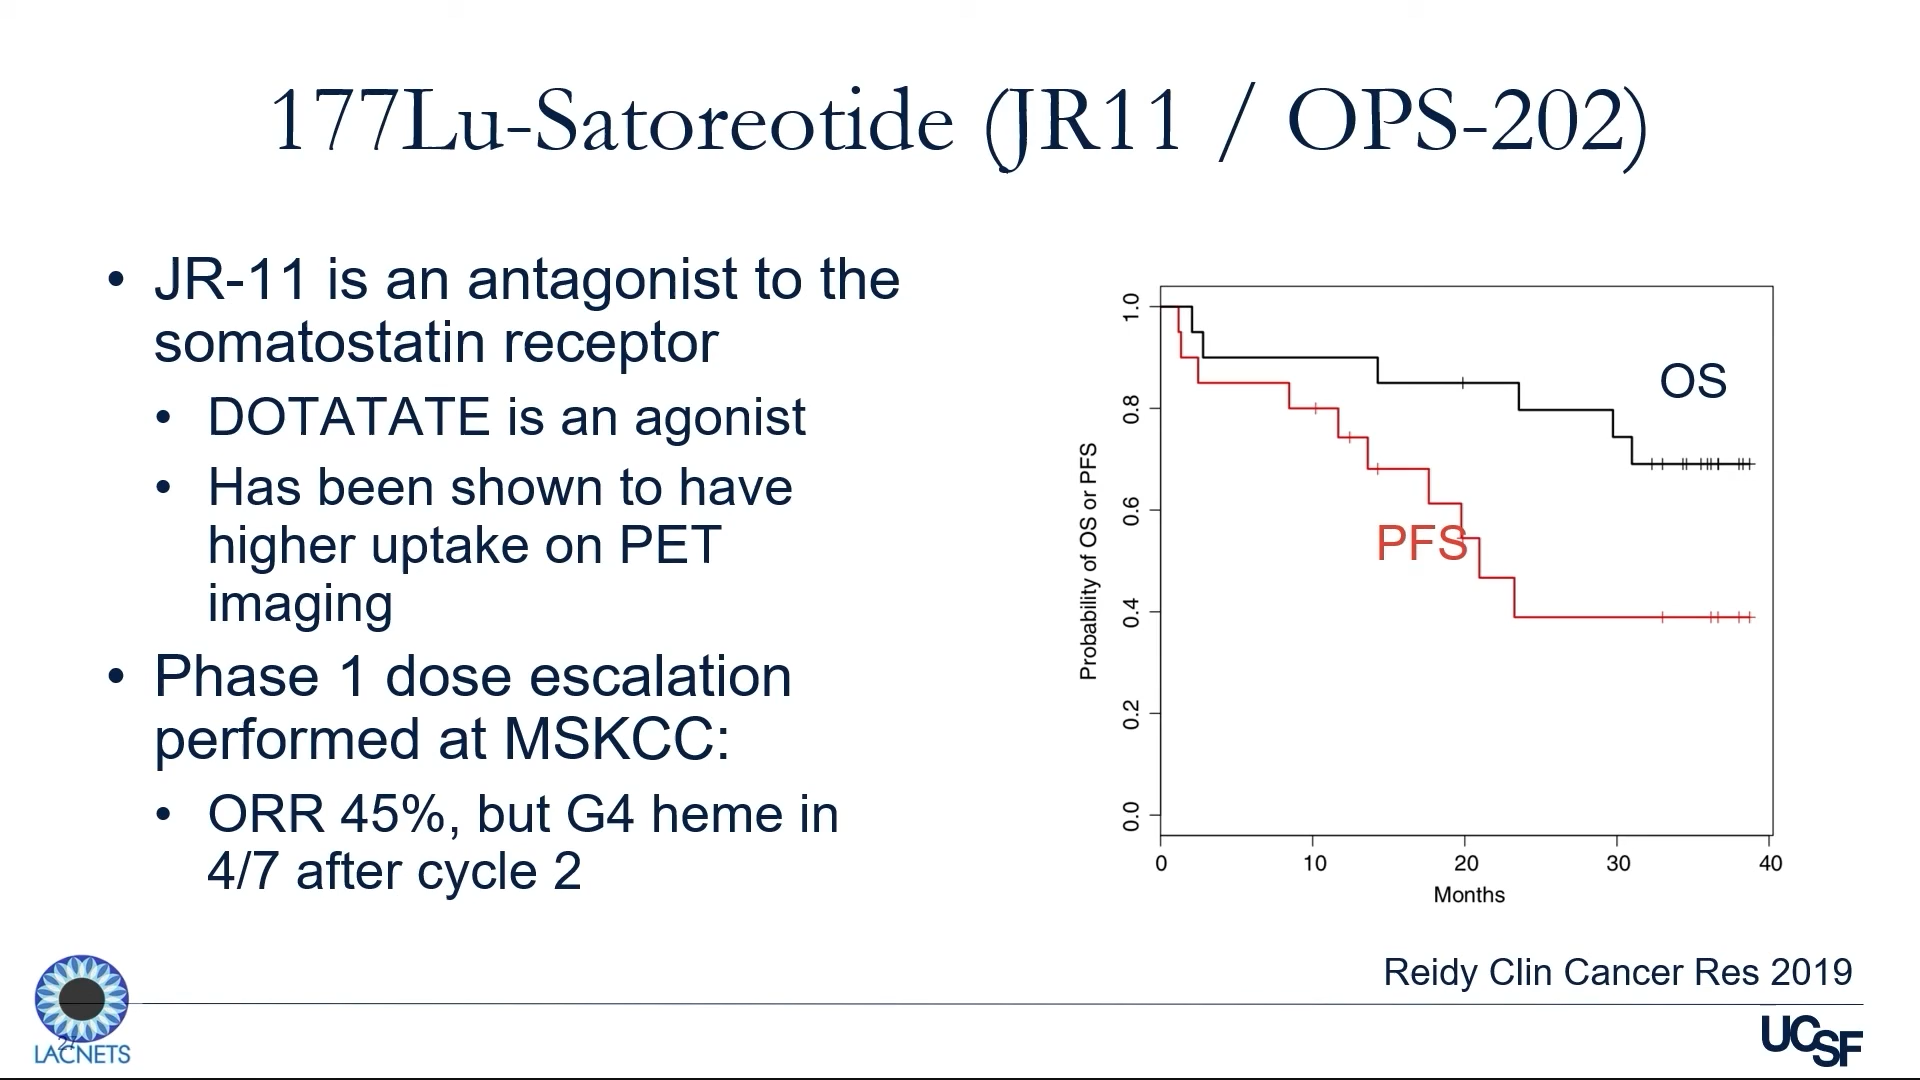 177Lu-Satoreotide (JR11 / OPS-202)
• JR-11 is an antagonist to the
somatostatin receptor
• DOTATATE is an agonist
• Has been shown to have
higher uptake on PET
imaging
• Phase 1 dose escalation
performed at MSKCC:
• ORR 45%, but G4 heme in
4/7 after cycle 2
Probability of OS or PFS
1.0
0.8
0.6
0.4
0.2
0.0
OS
PFS
0 10 20 30 40
Months
Reidy Clin Cancer Res 2019
LACNETS
UCSF